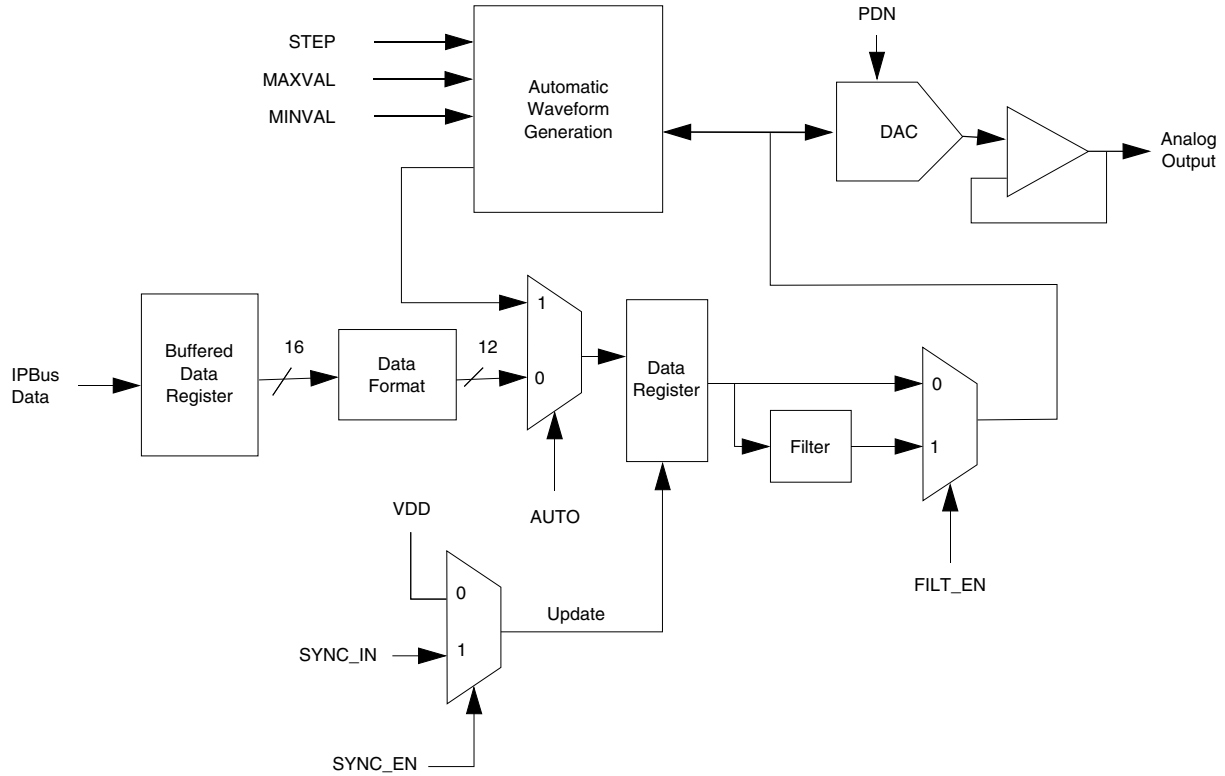 PDN
STEP
MAXVAL
MINVAL
Automatic
Waveform
Generation
DAC
Analog
Output
IPBus
Data
Buffered
Data
Register
16
Data
Format
12
1
0
AUTO
Data
Register
Filter
0
1
FILT_EN
VDD
0
1
SYNC_IN
SYNC_EN
Update